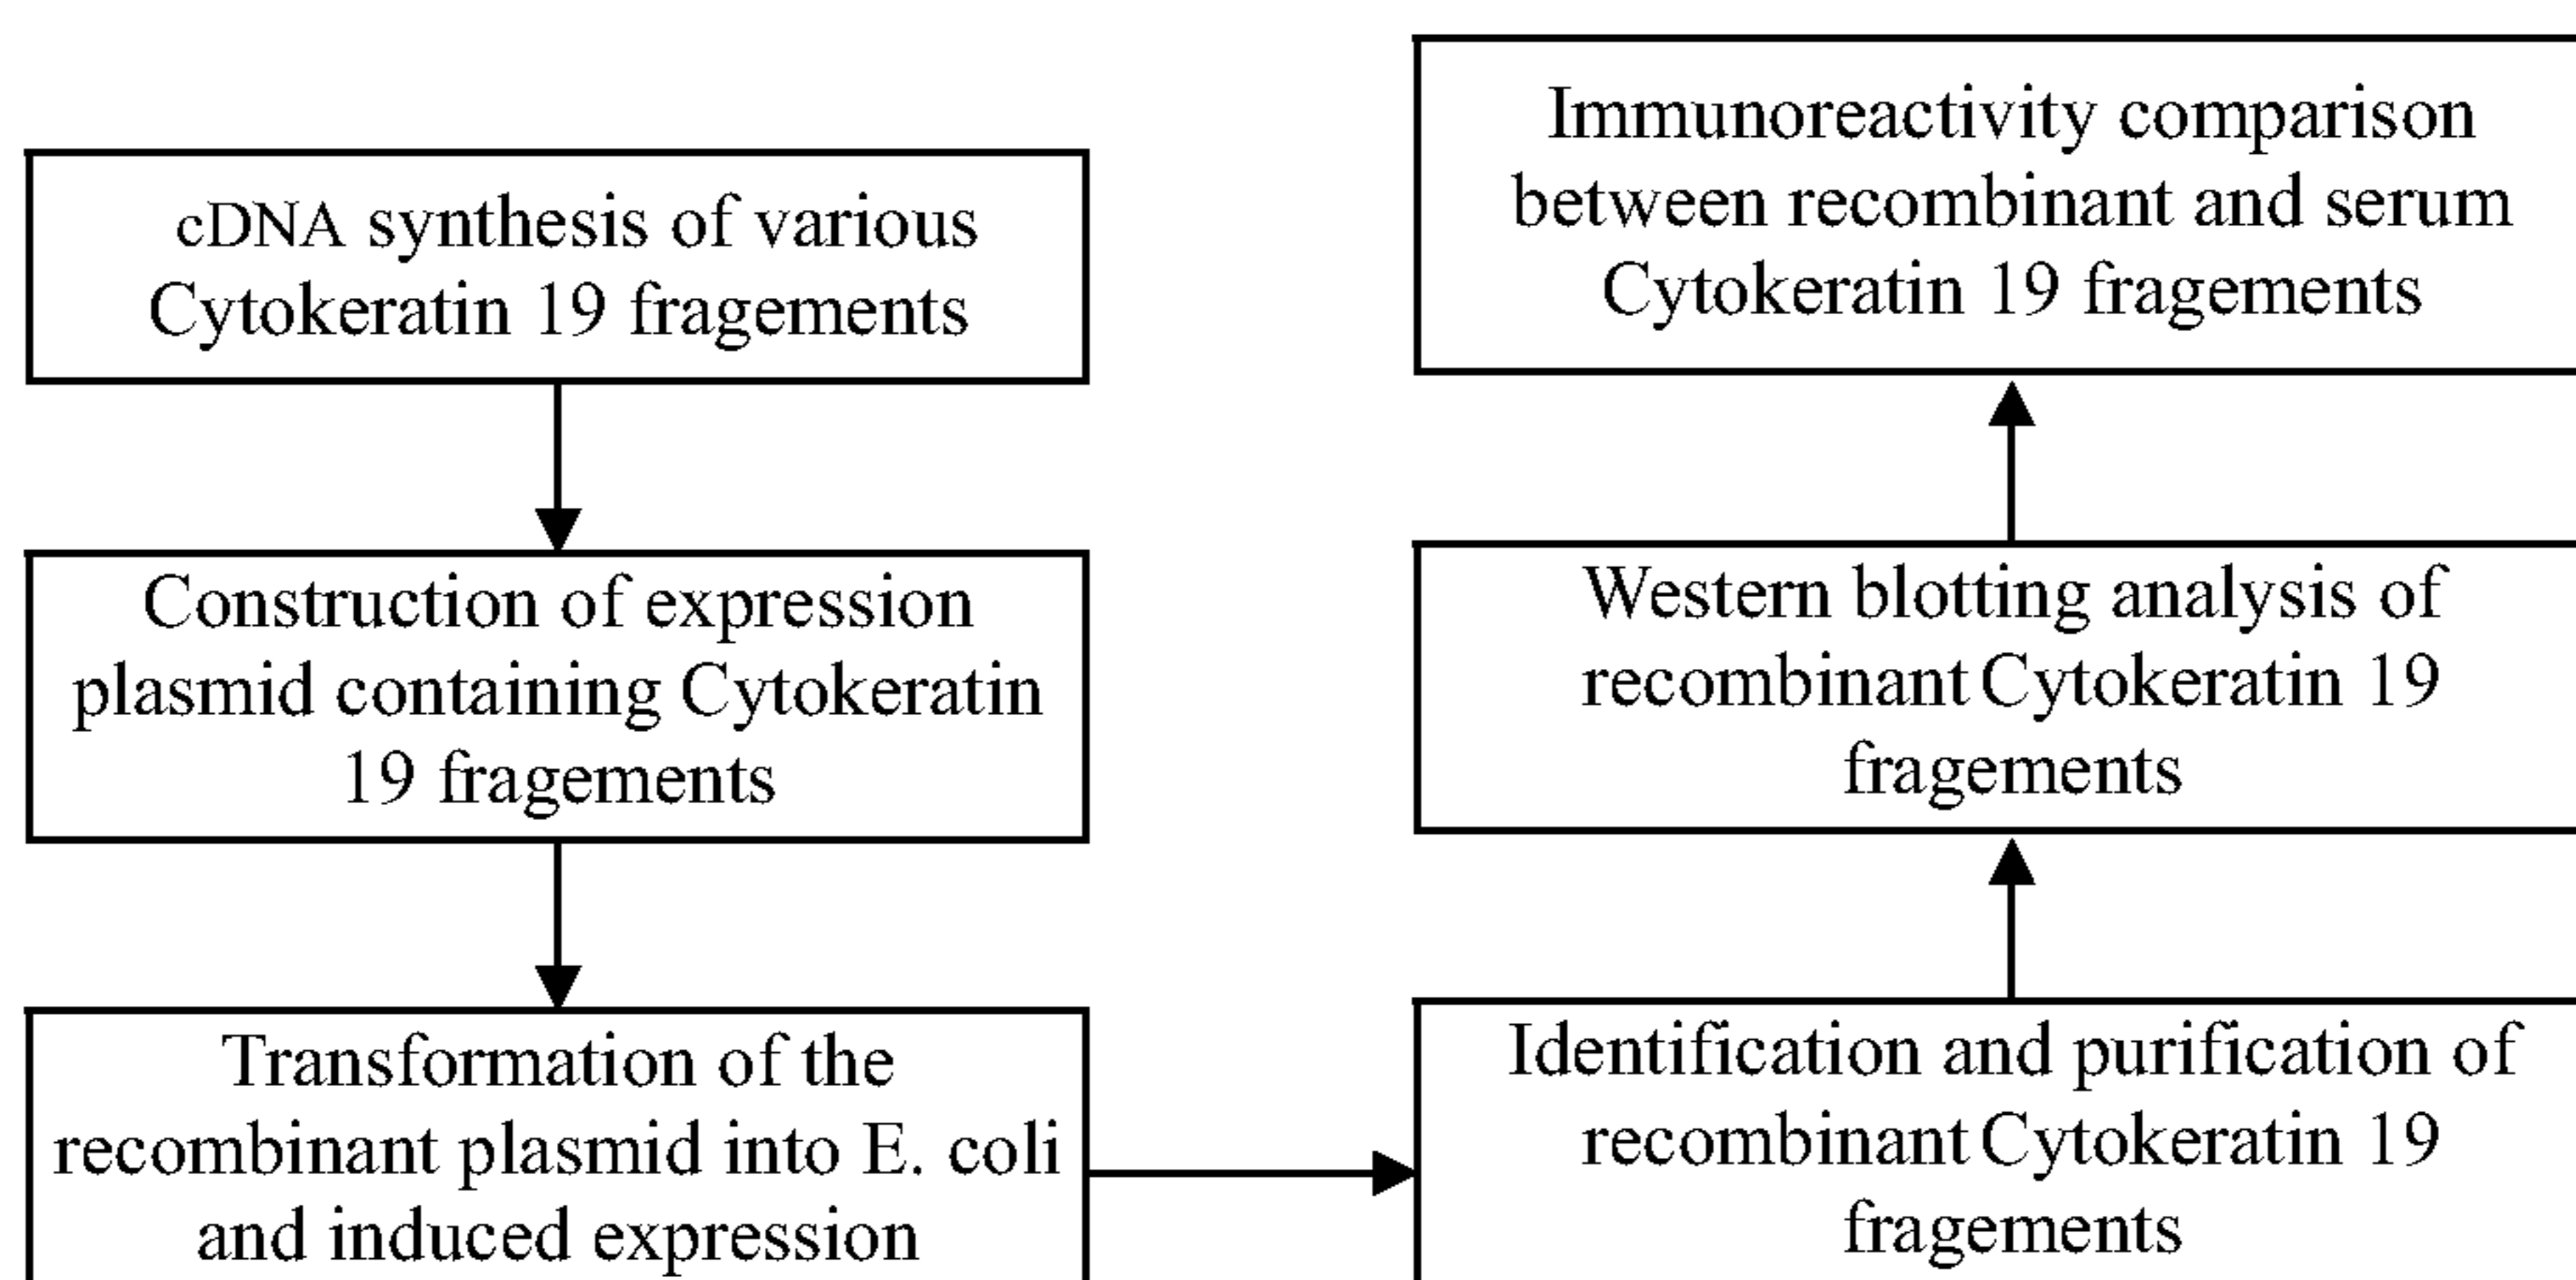 cDNA synthesis of various
Cytokeratin 19 fragements
Construction of expression
plasmid containing Cytokeratin
19 fragements
Transformation of the
recombinant plasmid into E. coli
and induced expression
Identification and purification of
recombinant Cytokeratin 19
fragements
Western blotting analysis of
recombinant Cytokeratin 19
fragements
Immunoreactivity comparison
between recombinant and serum
Cytokeratin 19 fragements